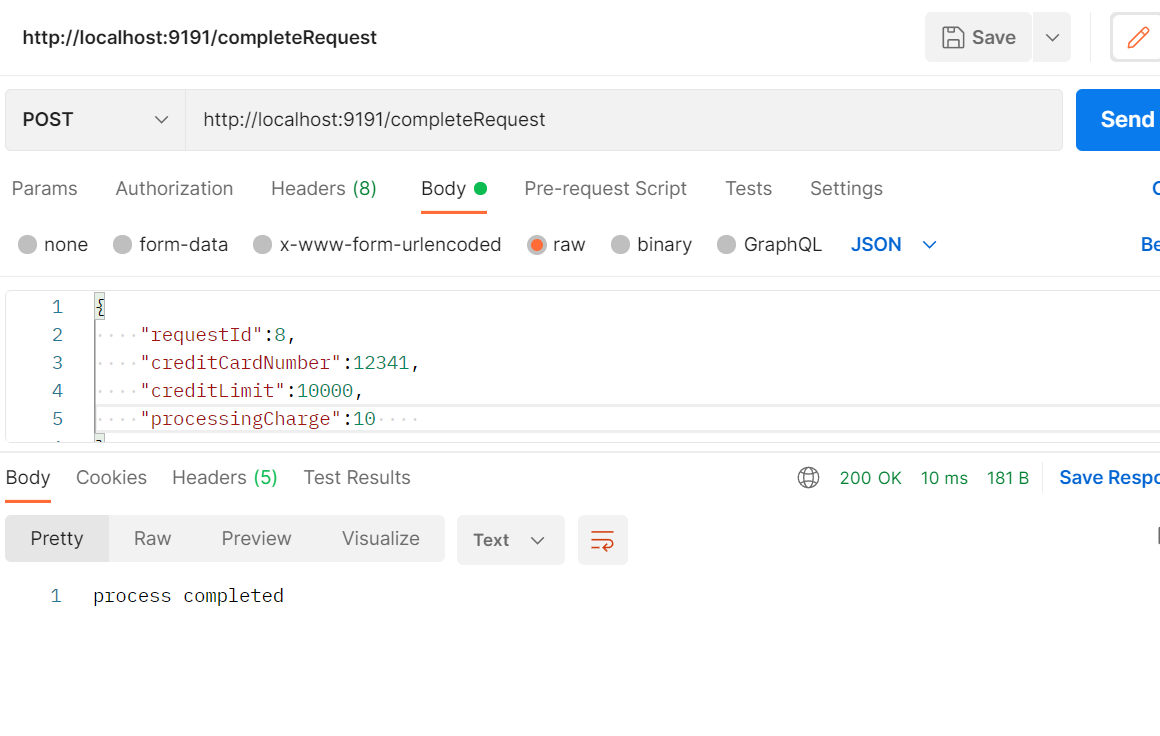 http://localhost:9191/completeRequest
Save
POST
http://localhost:9191/completeRequest
Send
Params Authorization Headers (8) Body Pre-request Script Tests Settings
none form-data x-www-form-urlencoded raw binary GraphQL JSON Be
1 {
2 "requestId":8,
3 "creditCardNumber":12341,
4 "creditLimit":10000,
5 "processingCharge":10
Body Cookies Headers (5) Test Results 200 OK 10 ms 181 B Save Respo
Pretty Raw Preview Visualize Text
1 process completed